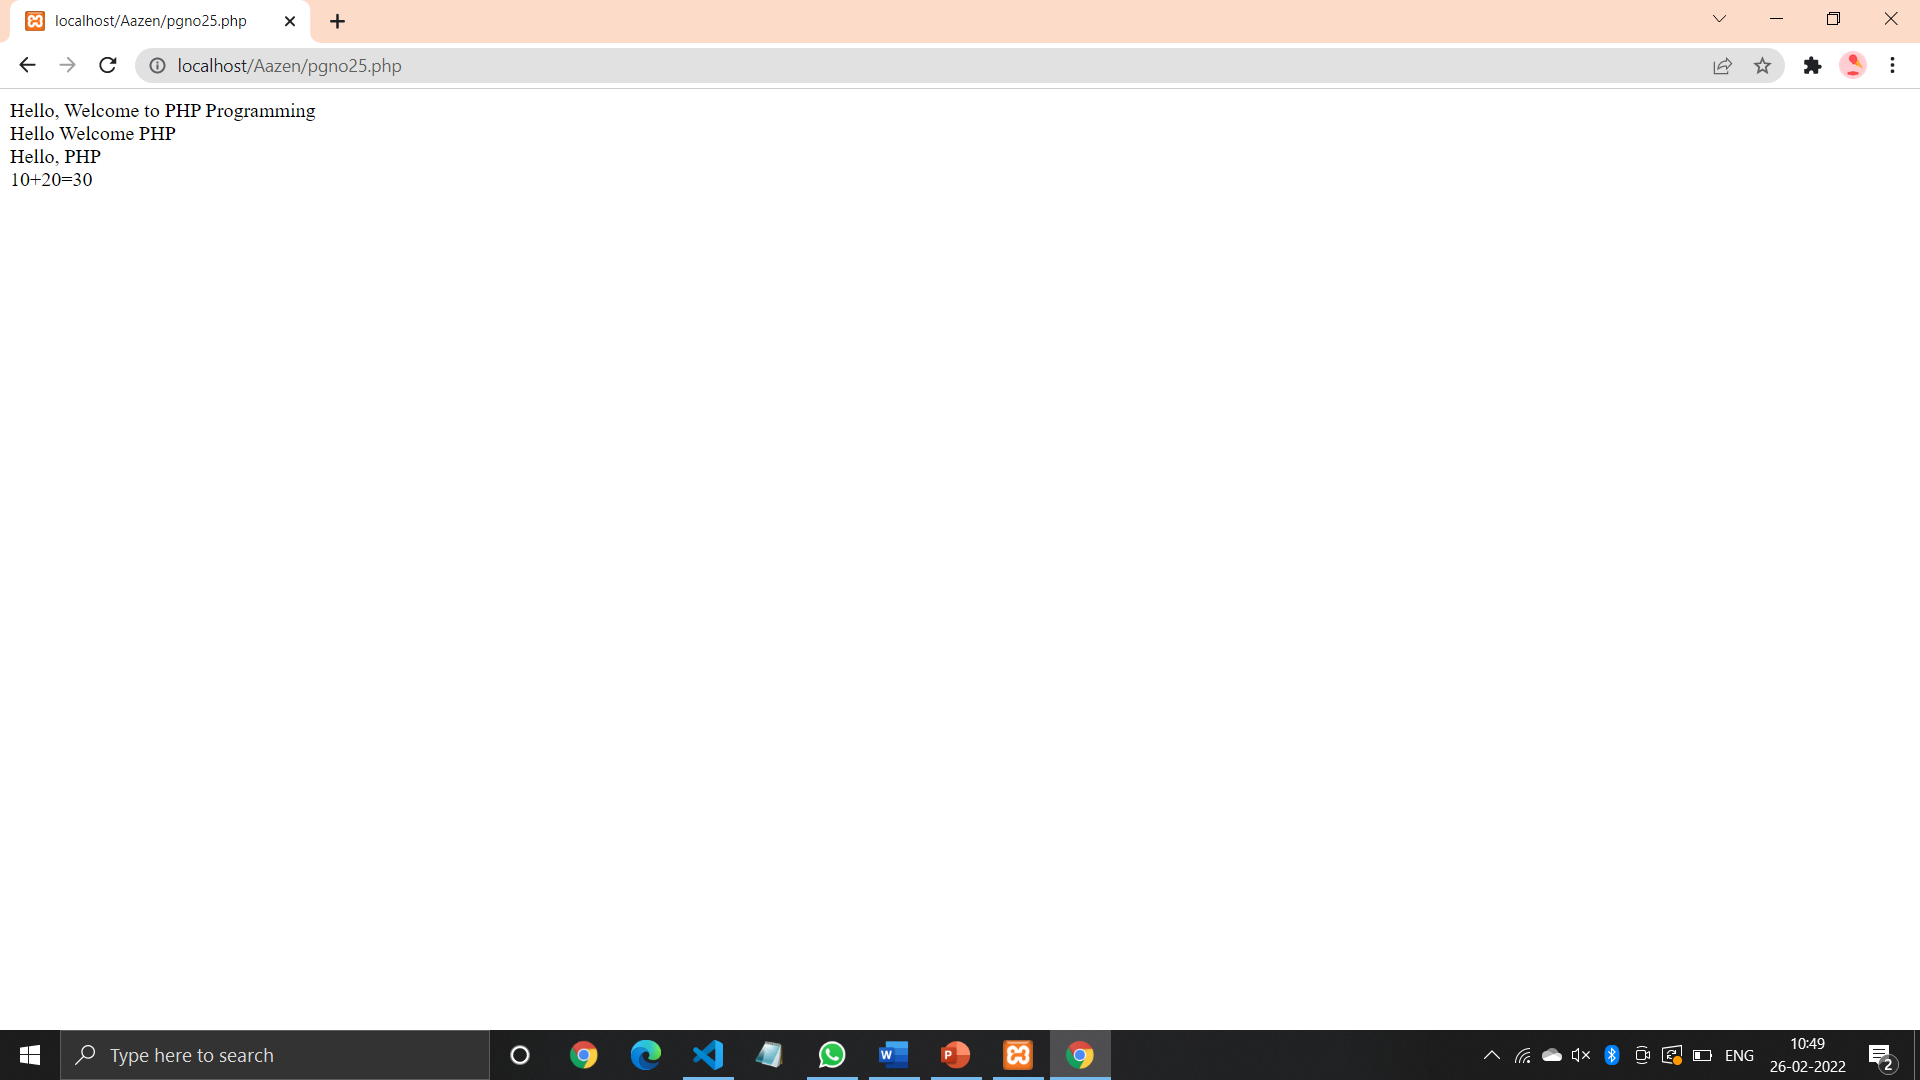 localhost/Aazen/pgno25.php
localhost/Aazen/pgno25.php
Hello, Welcome to PHP Programming
Hello Welcome PHP
Hello, PHP
10+20=30
Type here to search
ENG
10:49
26-02-2022
2